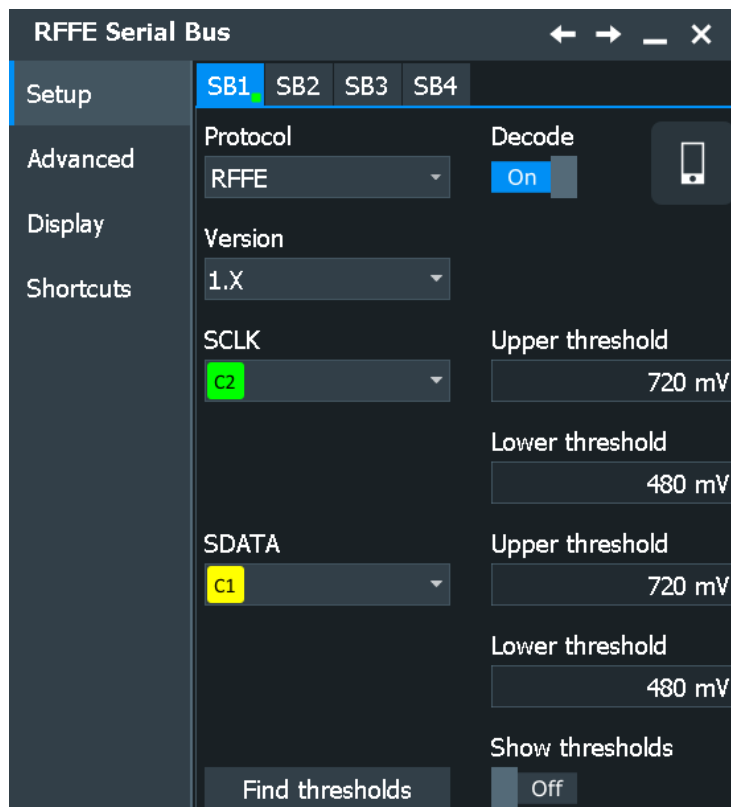 RFFE Serial Bus
Setup
Advanced
Display
Shortcuts
SB1 SB2 SB3 SB4
Protocol Decode
RFFE On
Version
1.X
SCLK Upper threshold
C2 720 mV
Lower threshold
480 mV
SDATA Upper threshold
C1 720 mV
Lower threshold
480 mV
Show thresholds
Find thresholds Off